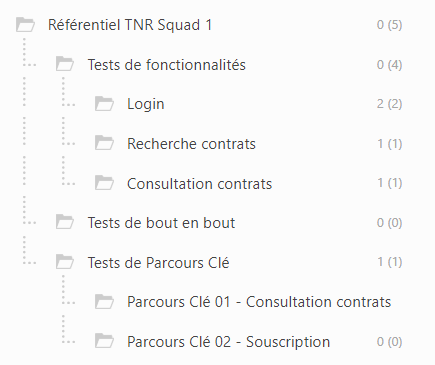 Référentiel TNR Squad 1 0 (5)
Tests de fonctionnalités 0 (4)
Login 2 (2)
Recherche contrats 1 (1)
Consultation contrats 1 (1)
Tests de bout en bout 0 (0)
Tests de Parcours Clé 1 (1)
Parcours Clé 01 - Consultation contrats
Parcours Clé 02 - Souscription 0 (0)